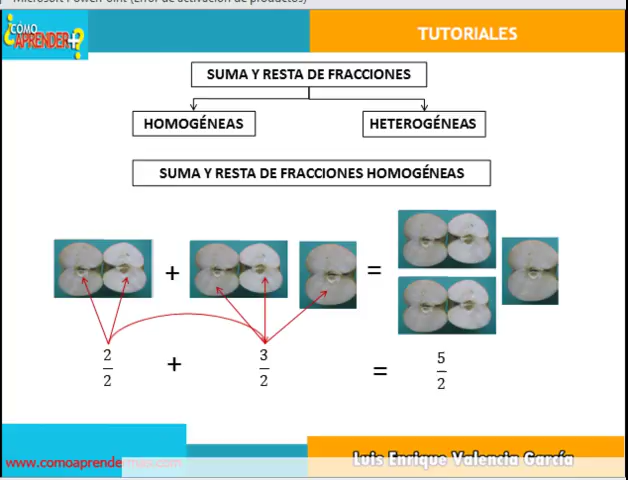 Microsoft PowerPoint (Error de activación de productos)
¿CÓMO
APRENDER+?
TUTORIALES
SUMA Y RESTA DE FRACCIONES
HOMOGÉNEAS
HETEROGÉNEAS
SUMA Y RESTA DE FRACCIONES HOMOGÉNEAS
+ =
2/2 + 3/2 = 5/2
www.comoaprendermas.com
Luis Enrique Valencia García